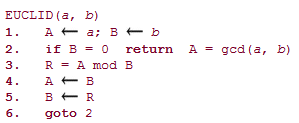 EUCLID(a, b)
1. A ← a; B ← b
2. if B = 0 return A = gcd(a, b)
3. R = A mod B
4. A ← B
5. B ← R
6. goto 2